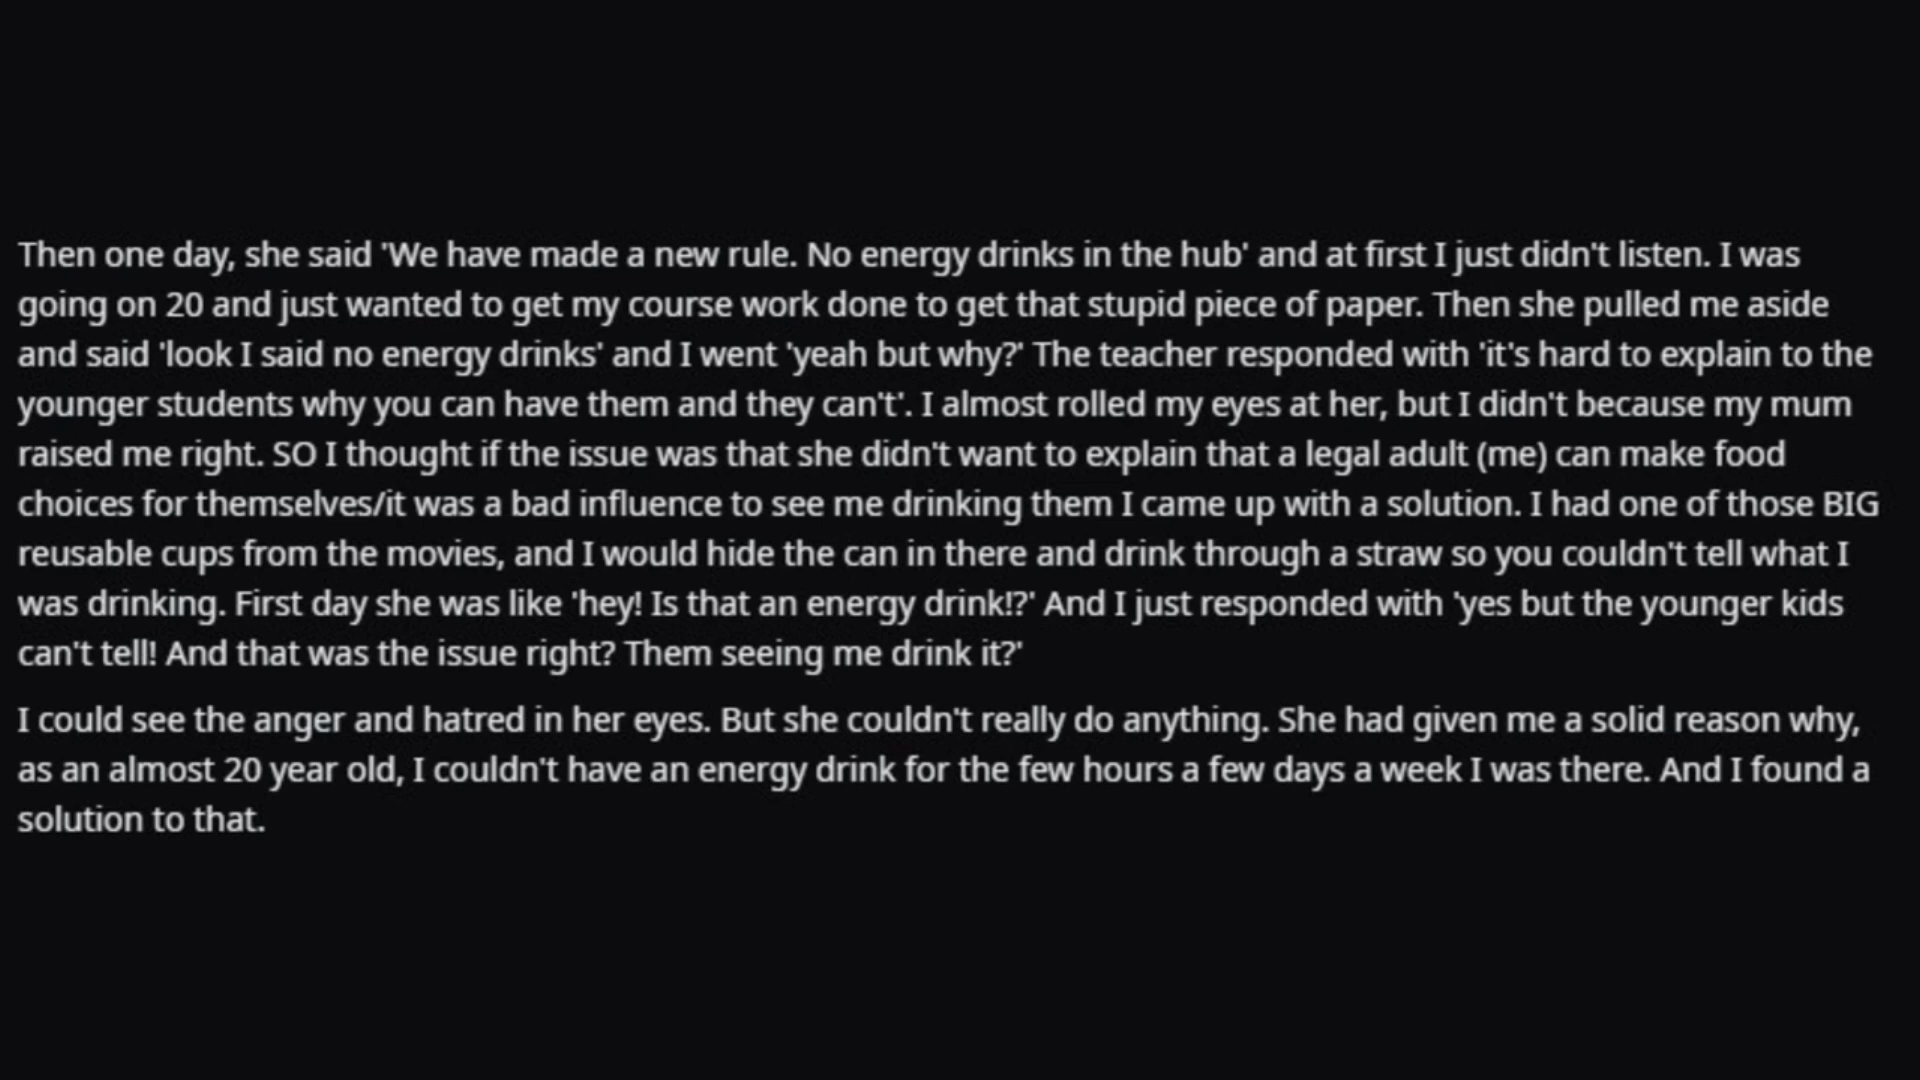 Then one day, she said 'We have made a new rule. No energy drinks in the hub' and at first I just didn't listen. I was
going on 20 and just wanted to get my course work done to get that stupid piece of paper. Then she pulled me aside
and said 'look I said no energy drinks' and I went 'yeah but why?' The teacher responded with 'it's hard to explain to the
younger students why you can have them and they can't'. I almost rolled my eyes at her, but I didn't because my mum
raised me right. SO I thought if the issue was that she didn't want to explain that a legal adult (me) can make food
choices for themselves/it was a bad influence to see me drinking them I came up with a solution. I had one of those BIG
reusable cups from the movies, and I would hide the can in there and drink through a straw so you couldn't tell what I
was drinking. First day she was like 'hey! Is that an energy drink!?' And I just responded with 'yes but the younger kids
can't tell! And that was the issue right? Them seeing me drink it?'
I could see the anger and hatred in her eyes. But she couldn't really do anything. She had given me a solid reason why,
as an almost 20 year old, I couldn't have an energy drink for the few hours a few days a week I was there. And I found a
solution to that.